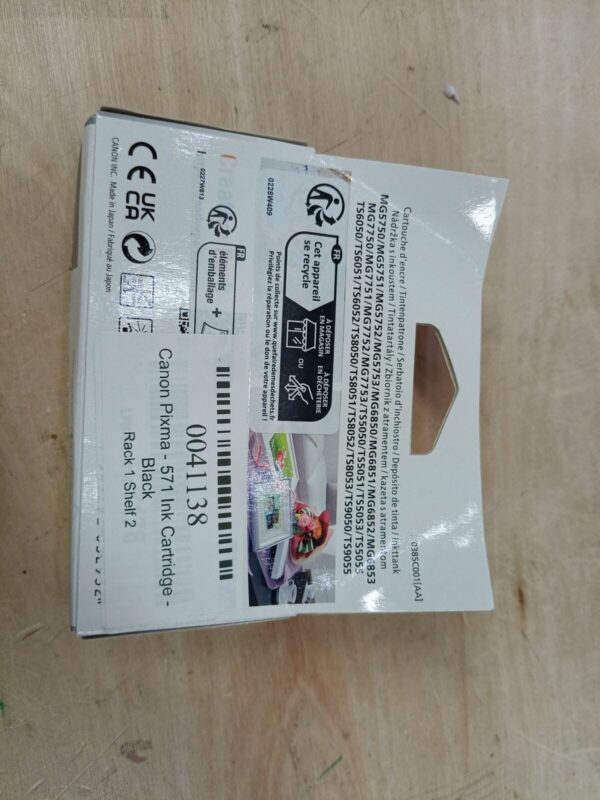 Cartouche d'encre / Tintenpatrone / Serbatoio d'inchiostro / Depósito de tinta / Inkttank
Nádržka s inkoustem / Tintatartály / Zbiornik z atramentem / kazeta s atramentom
0385C001[AA]
MG5750/MG5751/MG5752/MG5753/MG6850/MG6851/MG6852/MG6853
MG7750/MG7751/MG7752/MG7753/TS5050/TS5051/TS5053/TS5055
TS6050/TS6051/TS6052/TS8050/TS8051/TS8052/TS8053/TS9050/TS9055
FR
Cet appareil
se recycle
À DÉPOSER
EN MAGASIN
OU
À DÉPOSER
EN DÉCHÈTERIE
Points de collecte sur www.quefairedemesdechets.fr
Privilégiez la réparation ou le don de votre appareil !
0228W409
FR
éléments
d'emballage +
0227W813
CE
UK
CA
CANON INC. Made in Japan / Fabriqué au Japon
0041138
Canon Pixma - 571 Ink Cartridge -
Black
Rack 1 Shelf 2